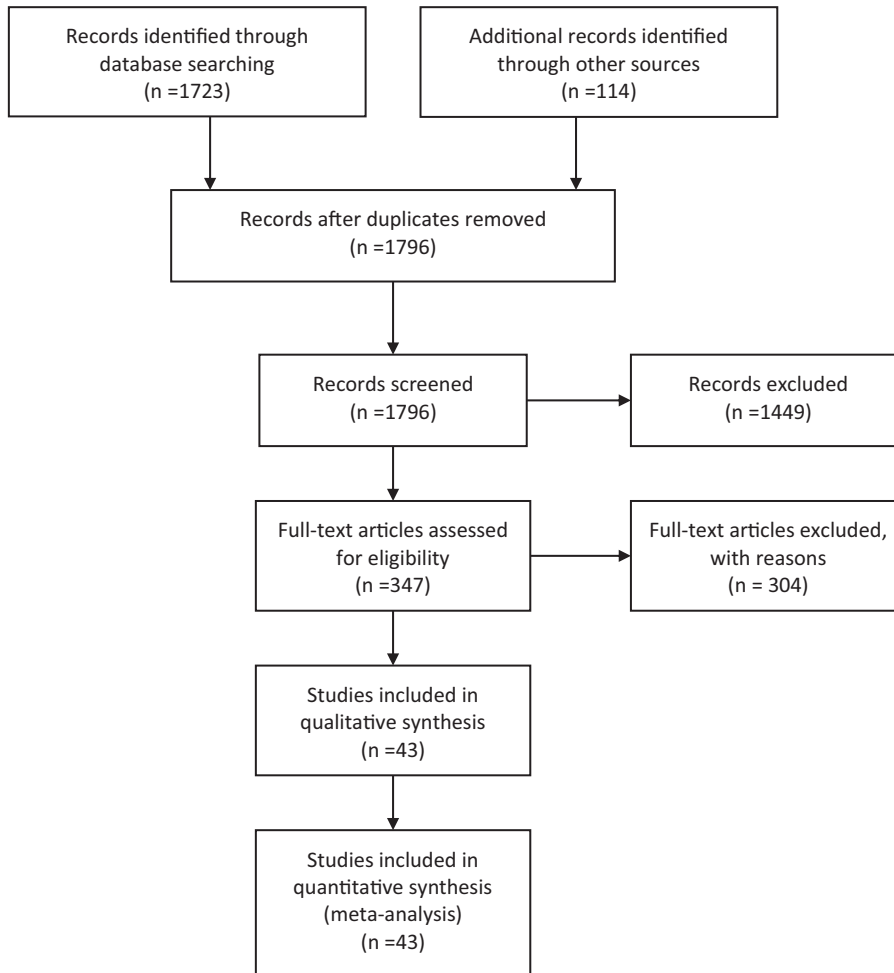 Records identified through
database searching
(n =1723)
Additional records identified
through other sources
(n =114)
Records after duplicates removed
(n =1796)
Records screened
(n =1796)
Records excluded
(n =1449)
Full-text articles assessed
for eligibility
(n =347)
Full-text articles excluded,
with reasons
(n = 304)
Studies included in
qualitative synthesis
(n =43)
Studies included in
quantitative synthesis
(meta-analysis)
(n =43)